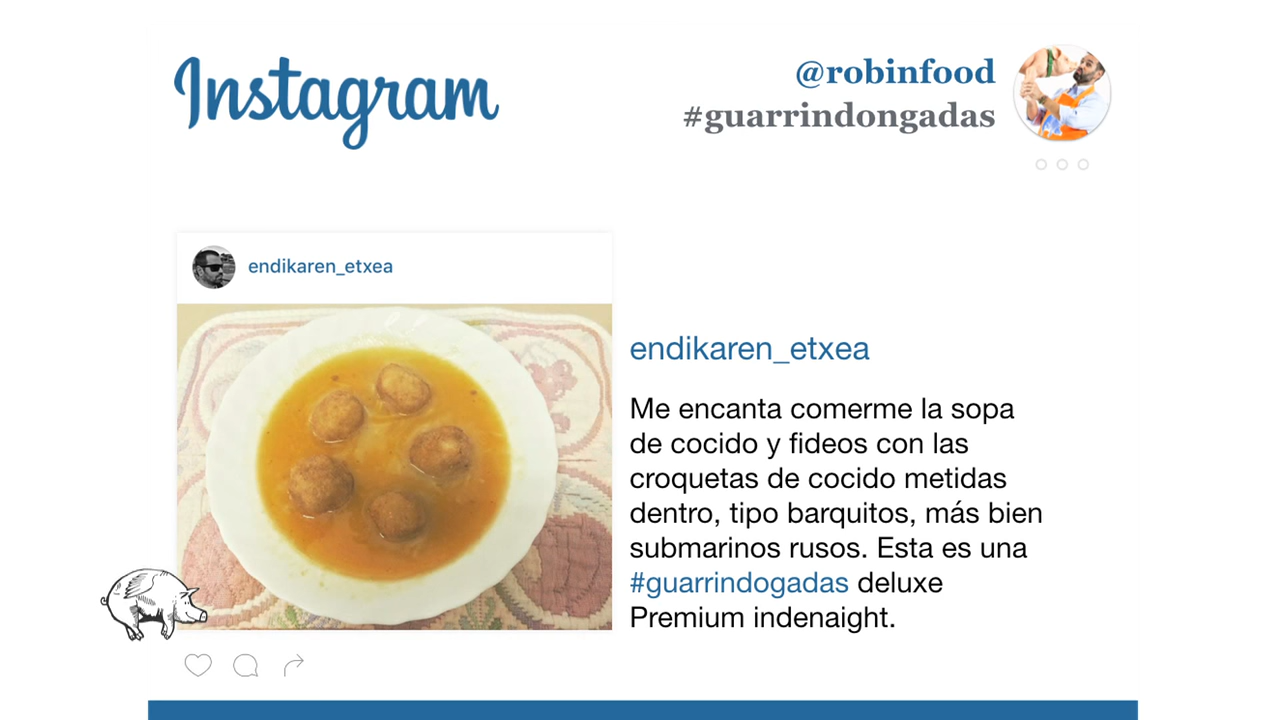 Instagram
@robinfood
#guarrindongadas
endikaren_etxea
endikaren_etxea
Me encanta comerme la sopa
de cocido y fideos con las
croquetas de cocido metidas
dentro, tipo barquitos, más bien
submarinos rusos. Esta es una
#guarrindogadas deluxe
Premium indenaight.